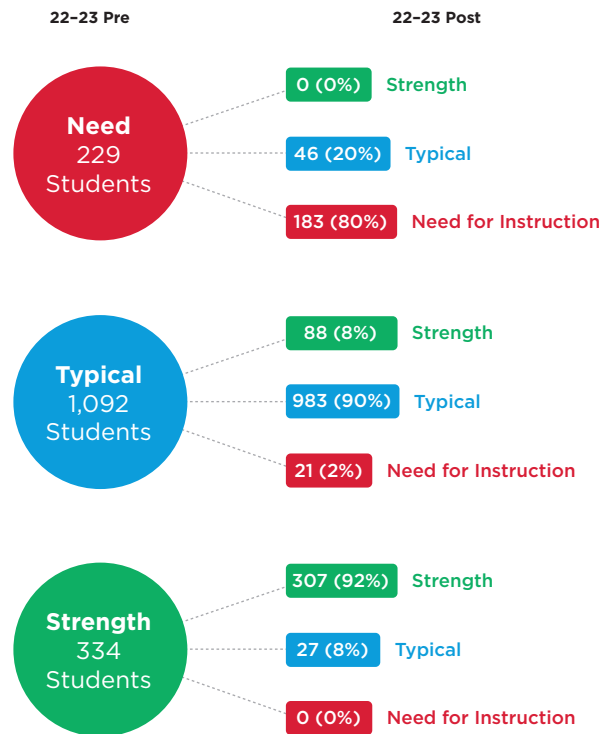 22–23 Pre
22–23 Post
Need
229
Students
0 (0%) Strength
46 (20%) Typical
183 (80%) Need for Instruction
Typical
1,092
Students
88 (8%) Strength
983 (90%) Typical
21 (2%) Need for Instruction
Strength
334
Students
307 (92%) Strength
27 (8%) Typical
0 (0%) Need for Instruction